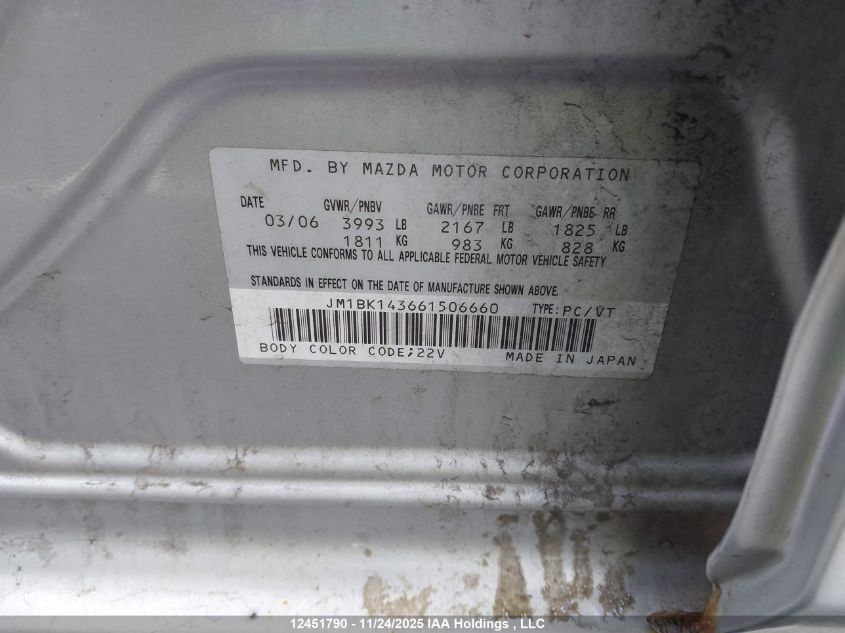 MFD. BY MAZDA MOTOR CORPORATION
DATE GVWR/PNBV GAWR/PNBE FRT GAWR/PNBE RR
03/06 3993 LB 2167 LB 1825 LB
1811 KG 983 KG 828 KG
THIS VEHICLE CONFORMS TO ALL APPLICABLE FEDERAL MOTOR VEHICLE SAFETY
STANDARDS IN EFFECT ON THE DATE OF MANUFACTURE SHOWN ABOVE.
JM1BK143661506660 TYPE:PC/VT
BODY COLOR CODE;22V MADE IN JAPAN
12451790 - 11/24/2025 IAA Holdings, LLC